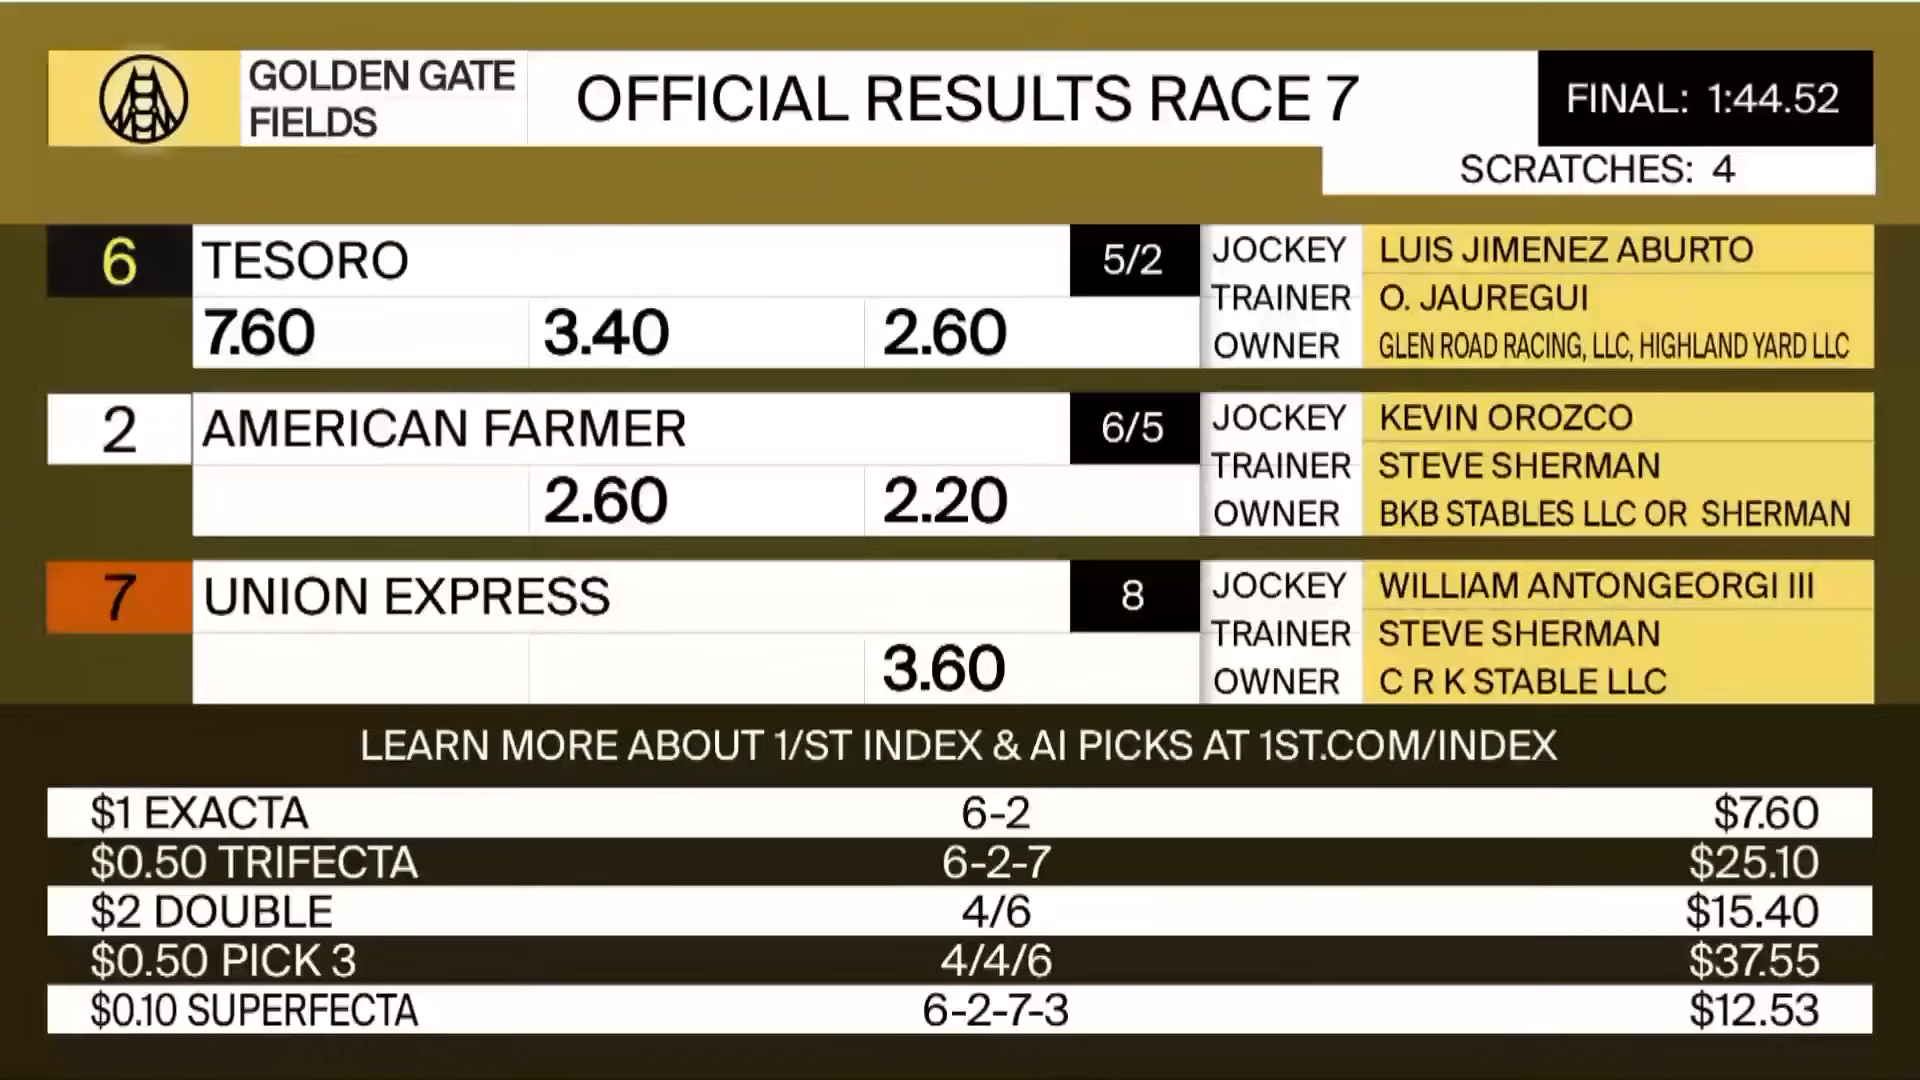 GOLDEN GATE
FIELDS
OFFICIAL RESULTS RACE 7
FINAL: 1:44.52
SCRATCHES: 4
6
TESORO
5/2
7.60 3.40 2.60
JOCKEY LUIS JIMENEZ ABURTO
TRAINER O. JAUREGUI
OWNER GLEN ROAD RACING, LLC, HIGHLAND YARD LLC
2
AMERICAN FARMER
6/5
2.60 2.20
JOCKEY KEVIN OROZCO
TRAINER STEVE SHERMAN
OWNER BKB STABLES LLC OR SHERMAN
7
UNION EXPRESS
8
3.60
JOCKEY WILLIAM ANTONGEORGI III
TRAINER STEVE SHERMAN
OWNER C R K STABLE LLC
LEARN MORE ABOUT 1/ST INDEX & AI PICKS AT 1ST.COM/INDEX
$1 EXACTA 6-2 $7.60
$0.50 TRIFECTA 6-2-7 $25.10
$2 DOUBLE 4/6 $15.40
$0.50 PICK 3 4/4/6 $37.55
$0.10 SUPERFECTA 6-2-7-3 $12.53